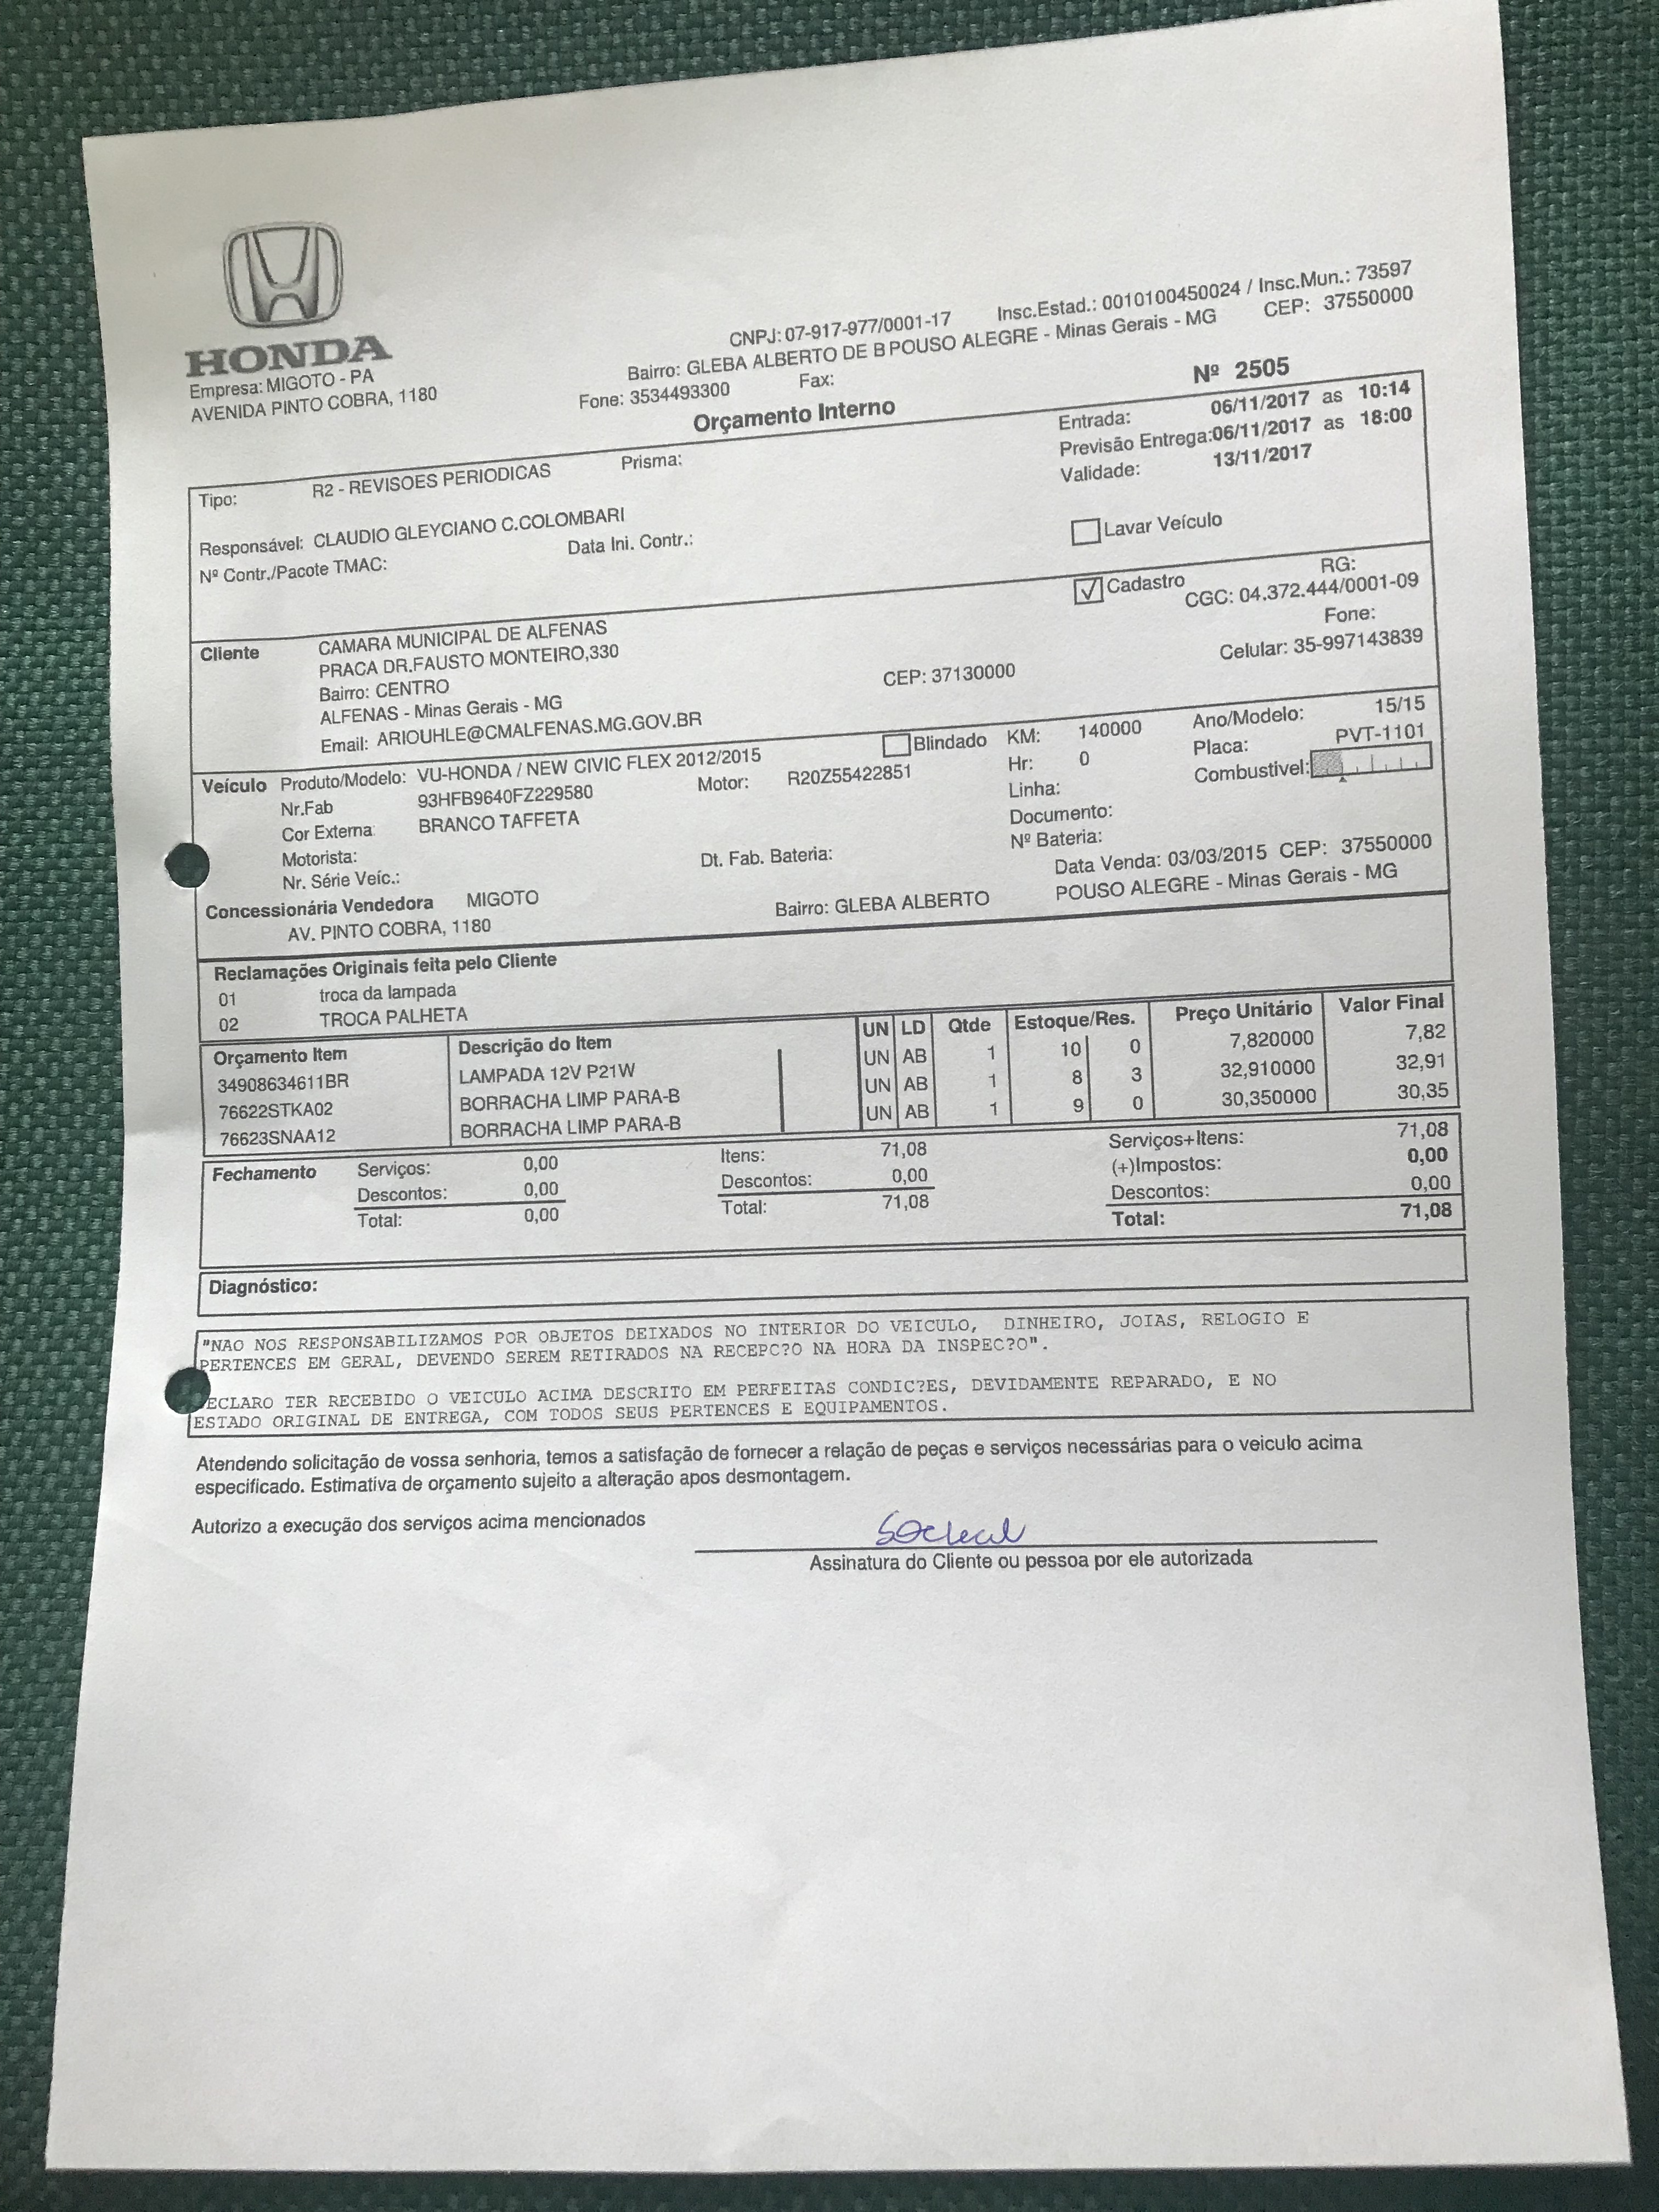 HONDA
Empresa: MIGOTO - PA
AVENIDA PINTO COBRA, 1180
CNPJ: 07-917-977/0001-17 Insc.Estad.: 0010100450024 / Insc.Mun.: 73597
Bairro: GLEBA ALBERTO DE B POUSO ALEGRE - Minas Gerais - MG CEP: 37550000
Fone: 3534493300 Fax:
Orçamento Interno
Nº 2505
Entrada: 06/11/2017 as 10:14
Previsão Entrega:06/11/2017 as 18:00
Validade: 13/11/2017
Tipo: R2 - REVISOES PERIODICAS Prisma:
Responsável: CLAUDIO GLEYCIANO C.COLOMBARI
Nº Contr./Pacote TMAC: Data Ini. Contr.:
Lavar Veículo
Cadastro RG:
CGC: 04.372.444/0001-09
Fone:
Celular: 35-997143839
Cliente CAMARA MUNICIPAL DE ALFENAS
PRACA DR.FAUSTO MONTEIRO,330
Bairro: CENTRO CEP: 37130000
ALFENAS - Minas Gerais - MG
Email: ARIOUHLE@CMALFENAS.MG.GOV.BR
Veículo Produto/Modelo: VU-HONDA / NEW CIVIC FLEX 2012/2015 Blindado KM: 140000 Ano/Modelo: 15/15
Nr.Fab 93HFB9640FZ229580 Motor: R20Z55422851 Hr: 0 Placa: PVT-1101
Cor Externa: BRANCO TAFFETA Linha: Combustivel:
Motorista: Documento:
Nr. Série Veíc.: Dt. Fab. Bateria: Nº Bateria:
Concessionária Vendedora MIGOTO Data Venda: 03/03/2015 CEP: 37550000
AV. PINTO COBRA, 1180 Bairro: GLEBA ALBERTO POUSO ALEGRE - Minas Gerais - MG
Reclamações Originais feita pelo Cliente
01 troca da lampada
02 TROCA PALHETA
Orçamento Item Descrição do Item UN LD Qtde Estoque/Res. Preço Unitário Valor Final
34908634611BR LAMPADA 12V P21W UN AB 1 10 0 7,820000 7,82
76622STKA02 BORRACHA LIMP PARA-B UN AB 1 8 3 32,910000 32,91
76623SNAA12 BORRACHA LIMP PARA-B UN AB 1 9 0 30,350000 30,35
Fechamento Serviços: 0,00 Itens: 71,08 Serviços+Itens: 71,08
(+)Impostos: 0,00
Descontos: 0,00 Descontos: 0,00 Descontos: 0,00
Total: 0,00 Total: 71,08 Total: 71,08
Diagnóstico:
"NAO NOS RESPONSABILIZAMOS POR OBJETOS DEIXADOS NO INTERIOR DO VEICULO, DINHEIRO, JOIAS, RELOGIO E
PERTENCES EM GERAL, DEVENDO SEREM RETIRADOS NA RECEPC?O NA HORA DA INSPEC?O".
ECLARO TER RECEBIDO O VEICULO ACIMA DESCRITO EM PERFEITAS CONDIC?ES, DEVIDAMENTE REPARADO, E NO
ESTADO ORIGINAL DE ENTREGA, COM TODOS SEUS PERTENCES E EQUIPAMENTOS.
Atendendo solicitação de vossa senhoria, temos a satisfação de fornecer a relação de peças e serviços necessárias para o veiculo acima
especificado. Estimativa de orçamento sujeito a alteração apos desmontagem.
Autorizo a execução dos serviços acima mencionados
Assinatura do Cliente ou pessoa por ele autorizada